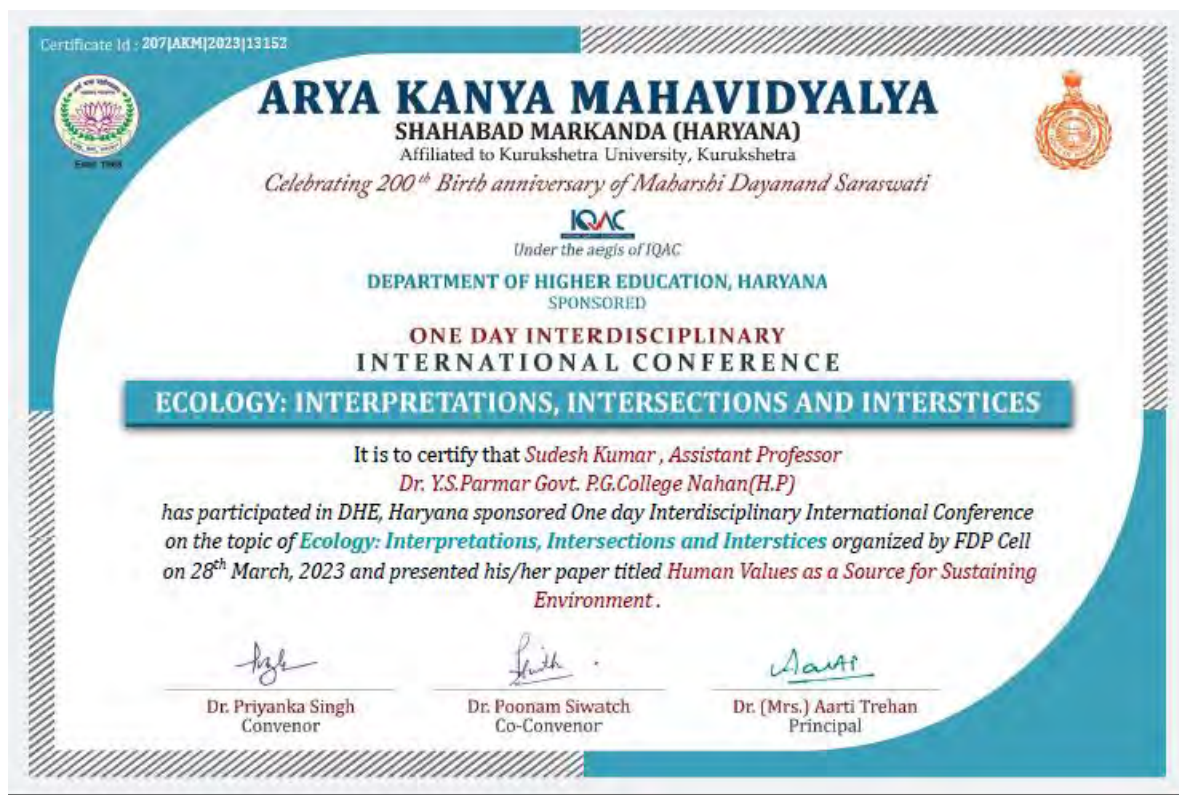 Certificate Id : 207|AKM|2023|13152
ARYA KANYA MAHAVIDYALYA
SHAHABAD MARKANDA (HARYANA)
Affiliated to Kurukshetra University, Kurukshetra
Celebrating 200th Birth anniversary of Maharshi Dayanand Saraswati
IQAC
Under the aegis of IQAC
DEPARTMENT OF HIGHER EDUCATION, HARYANA
SPONSORED
ONE DAY INTERDISCIPLINARY
INTERNATIONAL CONFERENCE
ECOLOGY: INTERPRETATIONS, INTERSECTIONS AND INTERSTICES
It is to certify that Sudesh Kumar , Assistant Professor
Dr. Y.S.Parmar Govt. P.G.College Nahan(H.P)
has participated in DHE, Haryana sponsored One day Interdisciplinary International Conference
on the topic of Ecology: Interpretations, Intersections and Interstices organized by FDP Cell
on 28th March, 2023 and presented his/her paper titled Human Values as a Source for Sustaining
Environment .
Aarti
Dr. Priyanka Singh
Convenor
Dr. Poonam Siwatch
Co-Convenor
Dr. (Mrs.) Aarti Trehan
Principal